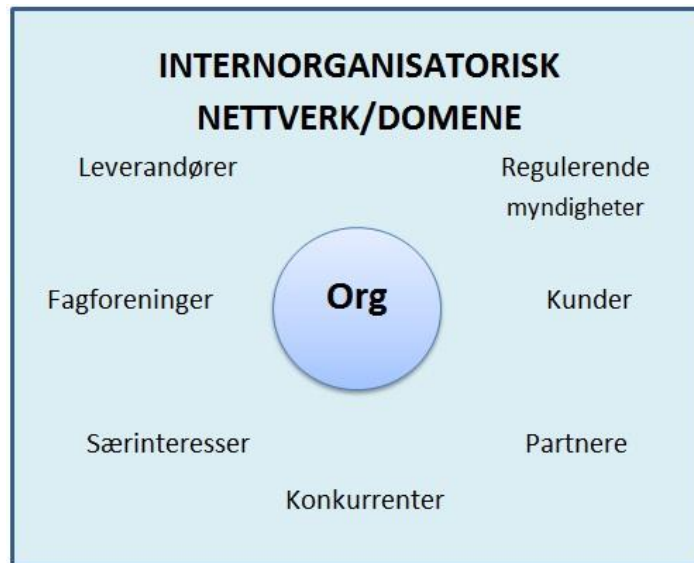 INTERNORGANISATORISK
NETTVERK/DOMENE
Leverandører
Regulerende
myndigheter
Fagforeninger
Org
Kunder
Særinteresser
Partnere
Konkurrenter